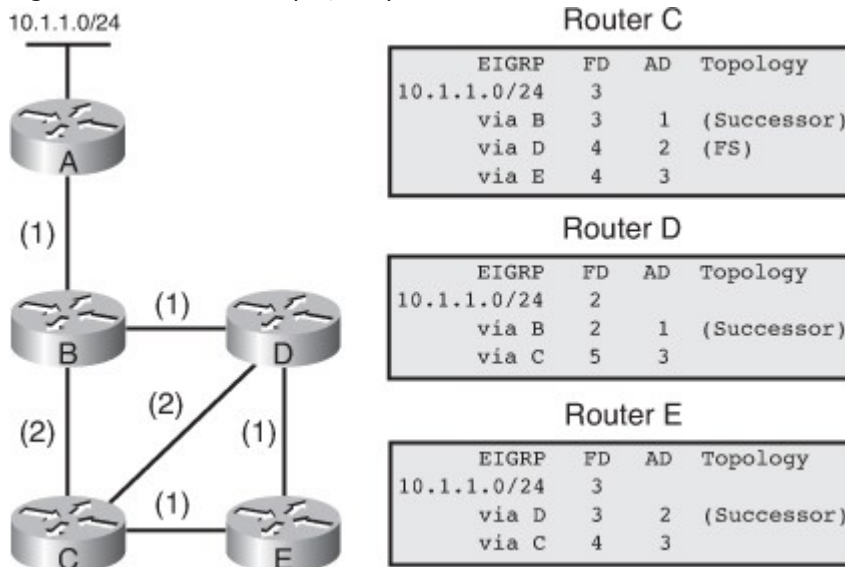 10.1.1.0/24
A
(1)
B
(1)
D
(2)
(2)
(1)
C
(1)
E
Router C
EIGRP FD AD Topology
10.1.1.0/24 3
via B 3 1 (Successor)
via D 4 2 (FS)
via E 4 3
Router D
EIGRP FD AD Topology
10.1.1.0/24 2
via B 2 1 (Successor)
via C 5 3
Router E
EIGRP FD AD Topology
10.1.1.0/24 3
via D 3 2 (Successor)
via C 4 3